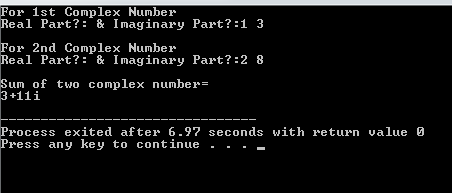 For 1st Complex Number
Real Part?: & Imaginary Part?:1 3
For 2nd Complex Number
Real Part?: & Imaginary Part?:2 8
Sum of two complex number=
3+11i
--------------------------------
Process exited after 6.97 seconds with return value 0
Press any key to continue . . . _